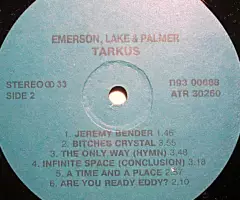 EMERSON, LAKE & PALMER
TARKUS
STEREO 33
SIDE 2
D93 00688
ATR 30260
1. JEREMY BENDER 1.46
2. BITCHES CRYSTAL 3.55
3. THE ONLY WAY (HYMN) 3.48
4. INFINITE SPACE (CONCLUSION) 3.18
5. A TIME AND A PLACE 2.57
6. ARE YOU READY EDDY? 2.10